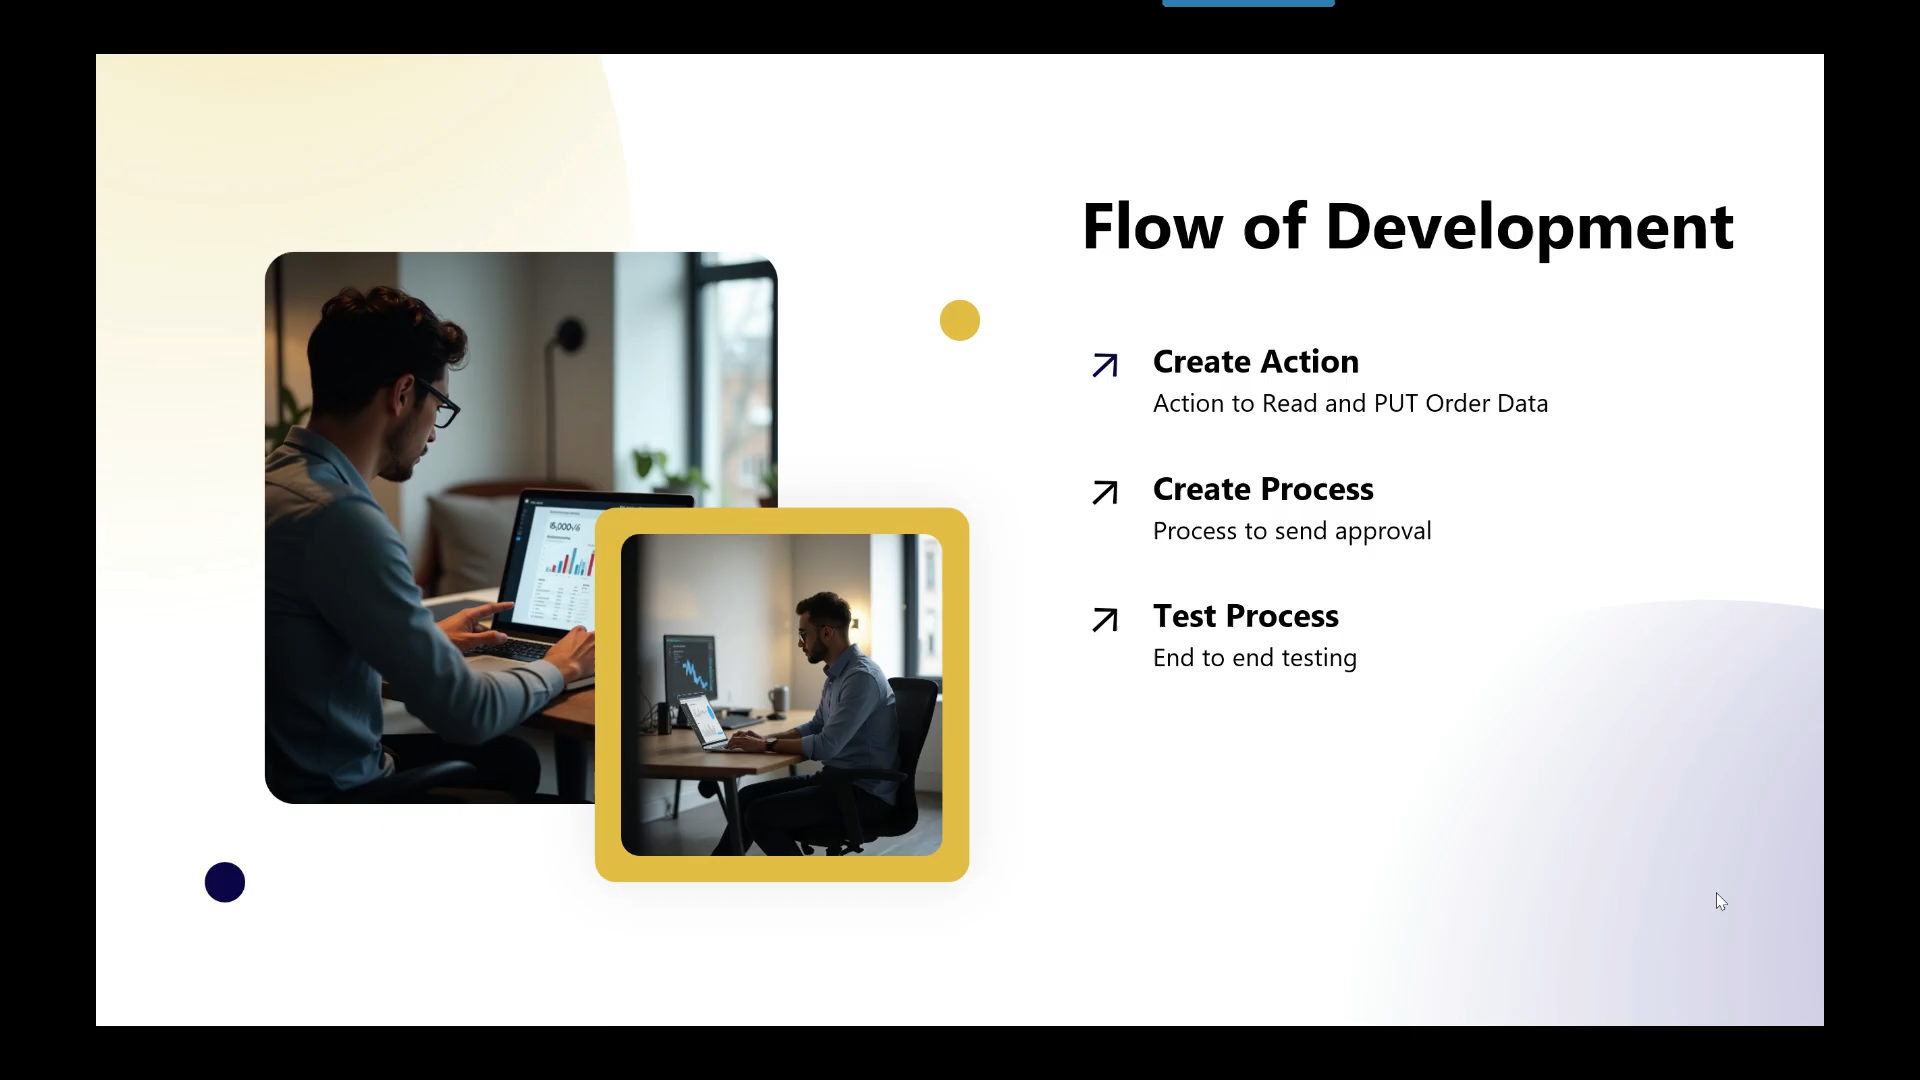 Flow of Development
Create Action
Action to Read and PUT Order Data
Create Process
Process to send approval
Test Process
End to end testing